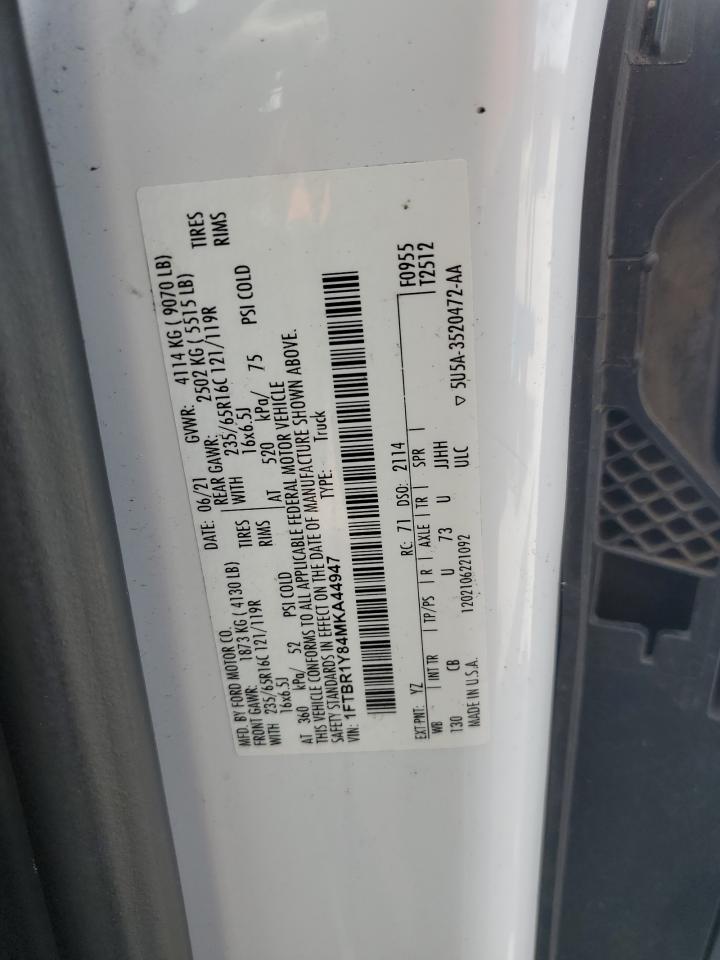 MFD. BY FORD MOTOR CO. DATE: 06/21 GVWR: 4114 KG ( 9070 LB)
FRONT GAWR: 1873 KG ( 4130 LB) REAR GAWR: 2502 KG ( 5515 LB)
WITH 235/65R16C 121/119R TIRES WITH 235/65R16C 121/119R TIRES
16x6.5J RIMS 16x6.5J RIMS
AT 360 kPa/ 52 PSI COLD AT 520 kPa/ 75 PSI COLD
THIS VEHICLE CONFORMS TO ALL APPLICABLE FEDERAL MOTOR VEHICLE
SAFETY STANDARDS IN EFFECT ON THE DATE OF MANUFACTURE SHOWN ABOVE.
VIN: 1FTBR1Y84MKA44947 TYPE: Truck
F0955
T2512
EXT PNT: YZ RC: 71 DSO: 2114
WB INT TR TP/PS R AXLE TR SPR
130 CB U 73 U JJHH
MADE IN U.S.A. 1202106221092 ULC
▽ 5U5A-3520472-AA